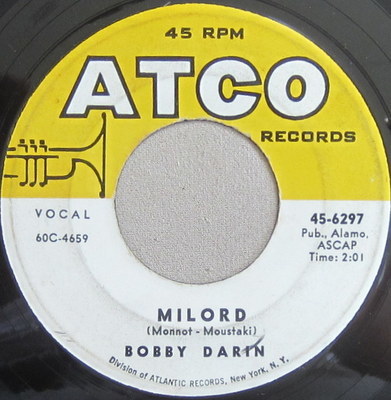 45 RPM
ATCO
RECORDS
VOCAL
60C-4659
45-6297
Pub., Alamo,
ASCAP
Time: 2:01
MILORD
(Monnot - Moustaki)
BOBBY DARIN
Division of ATLANTIC RECORDS, New York, N. Y.